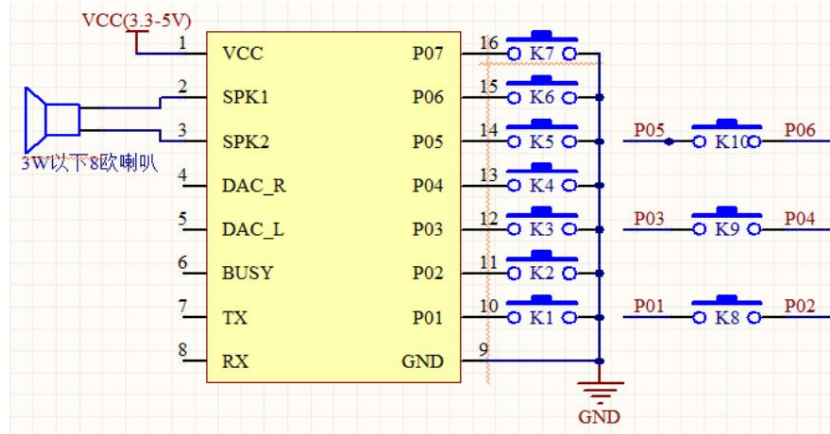 VCC(3.3-5V)
1 VCC P07 16 K7
2 SPK1 P06 15 K6
3 SPK2 P05 14 K5 P05 K10 P06
3W以下8欧喇叭
4 DAC_R P04 13 K4
5 DAC_L P03 12 K3 P03 K9 P04
6 BUSY P02 11 K2
7 TX P01 10 K1 P01 K8 P02
8 RX GND 9
GND